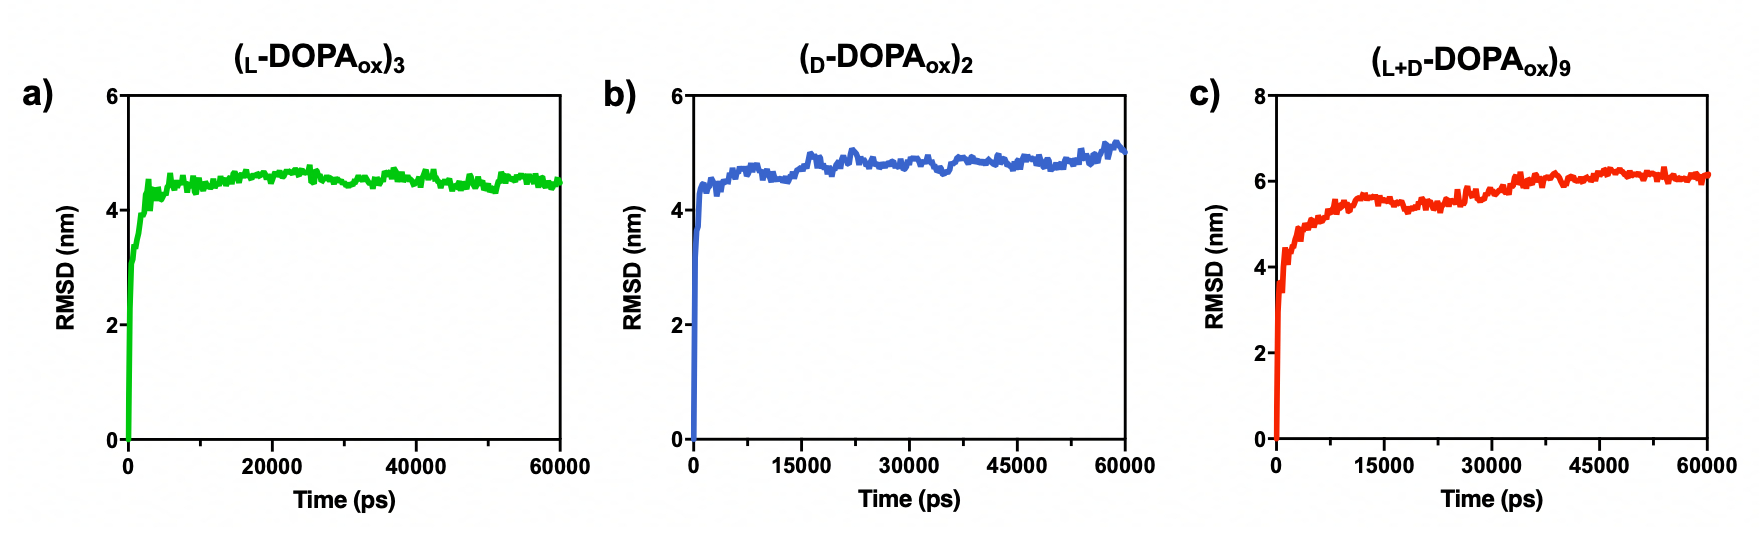 a)
(L-DOPAox)3
RMSD (nm)
6
4
2
0
0 20000 40000 60000
Time (ps)
b)
(D-DOPAox)2
RMSD (nm)
6
4
2
0
0 15000 30000 45000 60000
Time (ps)
c)
(L+D-DOPAox)9
RMSD (nm)
8
6
4
2
0
0 15000 30000 45000 60000
Time (ps)